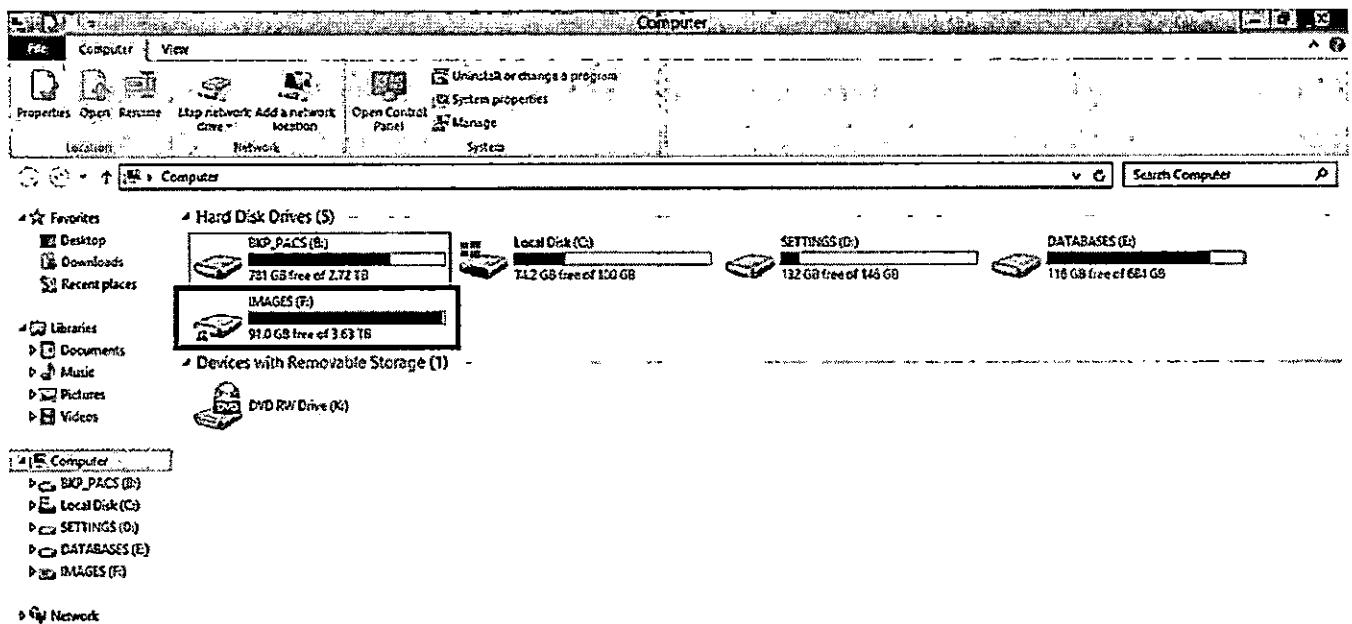 Computer
File Computer View
Properties Open Rename Map network drive Add a network location Open Control Panel Uninstall or change a program
System properties
Manage
Location Network System
Computer Search Computer
Favorites
Desktop
Downloads
Recent places
Libraries
Documents
Music
Pictures
Videos
Computer
BKP_PACS (B:)
Local Disk (C:)
SETTINGS (D:)
DATABASES (E:)
IMAGES (F:)
Network
Hard Disk Drives (5)
BKP_PACS (B:)
781 GB free of 2.72 TB
Local Disk (C:)
74.2 GB free of 100 GB
SETTINGS (D:)
132 GB free of 146 GB
DATABASES (E:)
116 GB free of 684 GB
IMAGES (F:)
91.0 GB free of 3.63 TB
Devices with Removable Storage (1)
DVD
DVD RW Drive (K:)